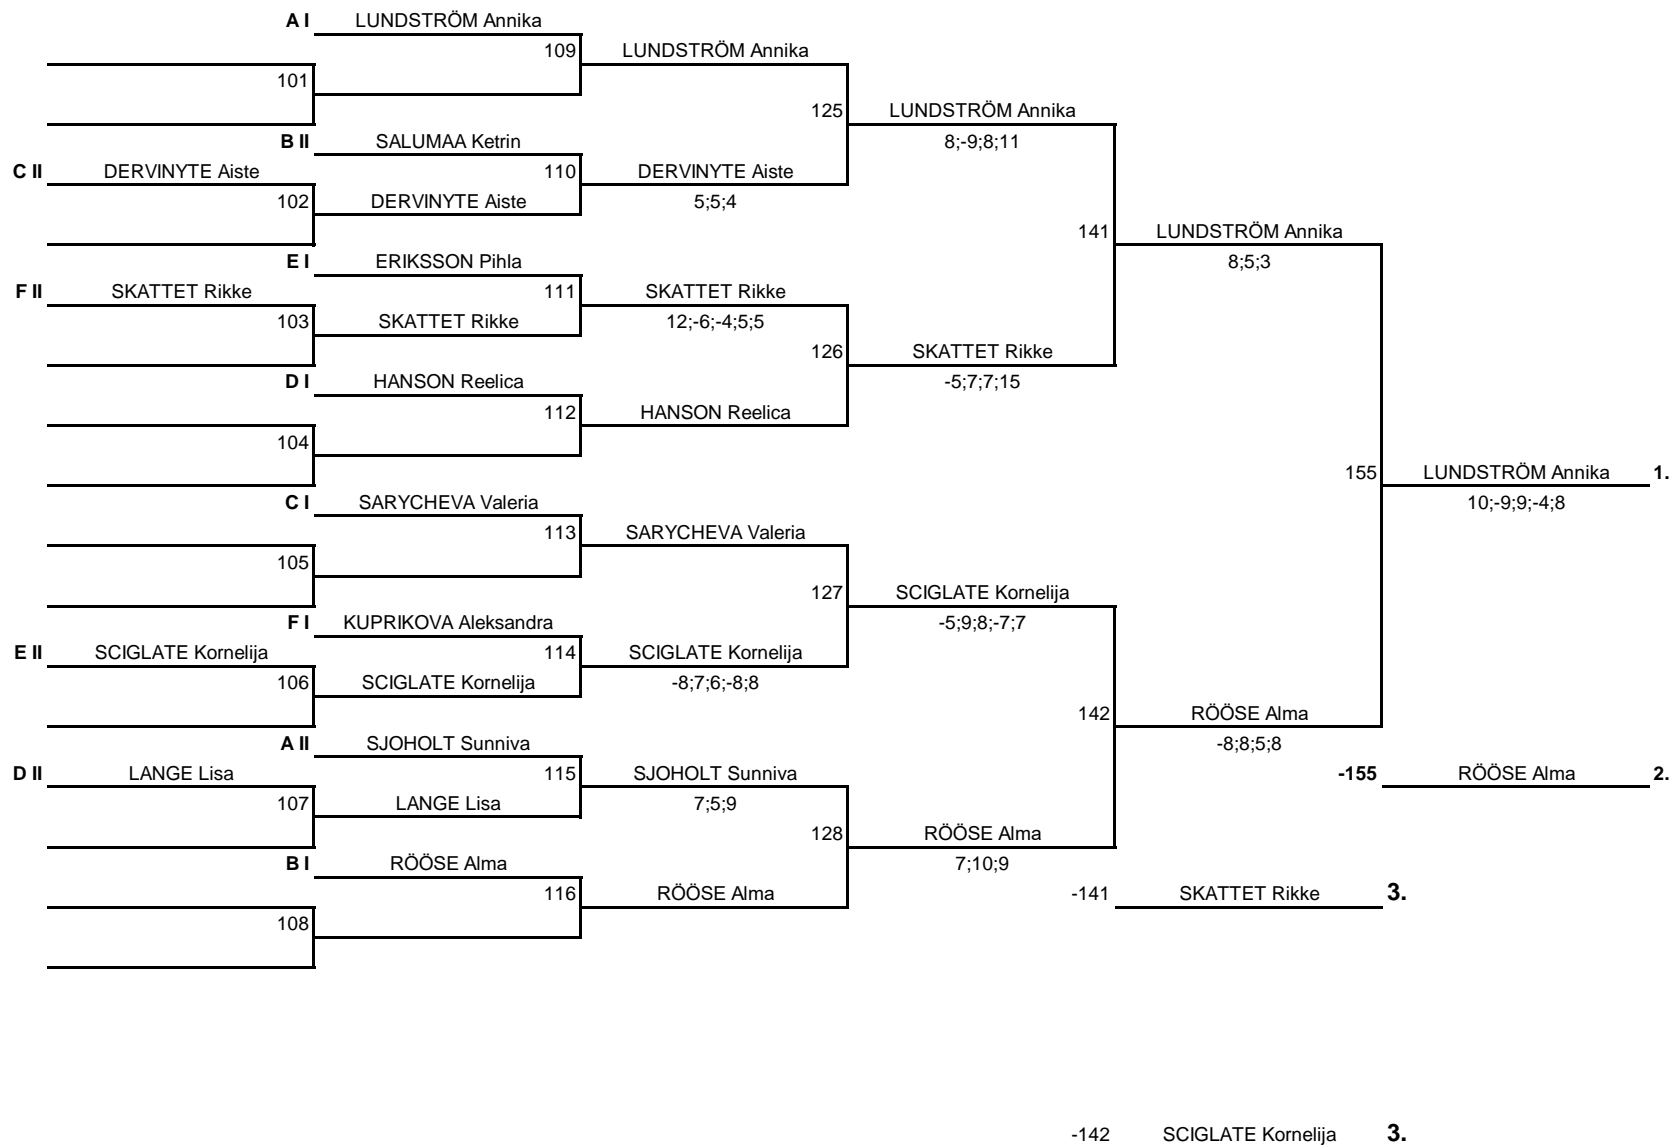 A I LUNDSTRÖM Annika
109 LUNDSTRÖM Annika
101
125 LUNDSTRÖM Annika
B II SALUMAA Ketrin 8;-9;8;11
C II DERVINYTE Aiste 110 DERVINYTE Aiste
102 DERVINYTE Aiste 5;5;4
141 LUNDSTRÖM Annika
E I ERIKSSON Pihla 8;5;3
F II SKATTET Rikke 111 SKATTET Rikke
103 SKATTET Rikke 12;-6;-4;5;5
126 SKATTET Rikke
D I HANSON Reelica -5;7;7;15
112 HANSON Reelica
104
155 LUNDSTRÖM Annika 1.
C I SARYCHEVA Valeria 10;-9;9;-4;8
113 SARYCHEVA Valeria
105
127 SCIGLATE Kornelija
F I KUPRIKOVA Aleksandra -5;9;8;-7;7
E II SCIGLATE Kornelija 114 SCIGLATE Kornelija
106 SCIGLATE Kornelija -8;7;6;-8;8
142 RÖÖSE Alma
A II SJOHOLT Sunniva -8;8;5;8
D II LANGE Lisa 115 SJOHOLT Sunniva -155 RÖÖSE Alma 2.
107 LANGE Lisa 7;5;9
128 RÖÖSE Alma
B I RÖÖSE Alma 7;10;9
116 RÖÖSE Alma -141 SKATTET Rikke 3.
108
-142 SCIGLATE Kornelija 3.